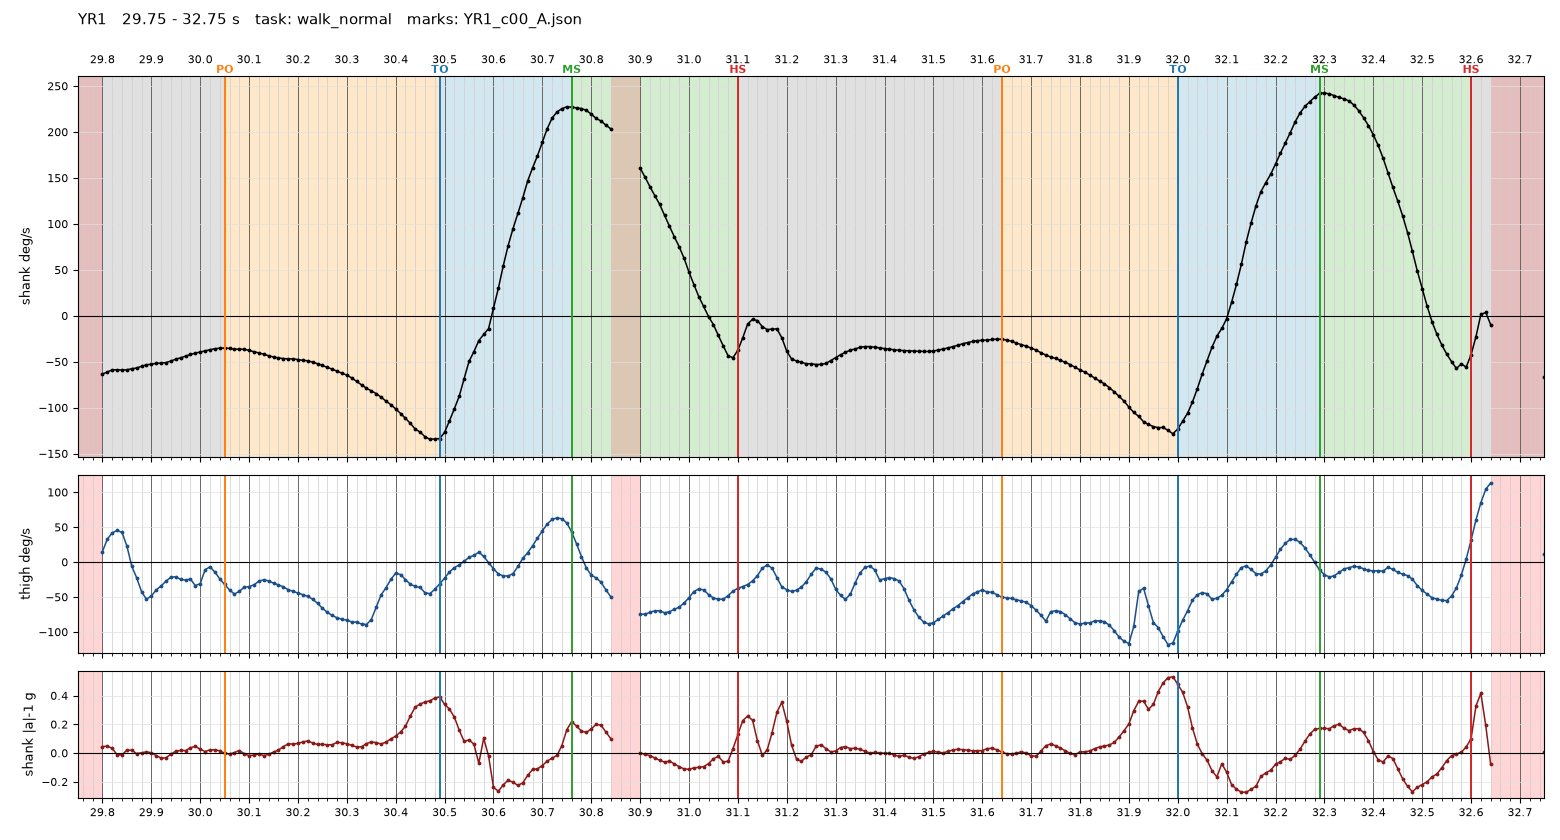 YR1   29.75 - 32.75 s   task: walk_normal   marks: YR1_c00_A.json
29.8 29.9 30.0 30.1 30.2 30.3 30.4 30.5 30.6 30.7 30.8 30.9 31.0 31.1 31.2 31.3 31.4 31.5 31.6 31.7 31.8 31.9 32.0 32.1 32.2 32.3 32.4 32.5 32.6 32.7
PO TO MS HS PO TO MS HS
250
200
150
100
50
0
−50
−100
−150
shank deg/s
100
50
0
−50
−100
thigh deg/s
0.4
0.2
0.0
−0.2
shank |a|-1 g
29.8 29.9 30.0 30.1 30.2 30.3 30.4 30.5 30.6 30.7 30.8 30.9 31.0 31.1 31.2 31.3 31.4 31.5 31.6 31.7 31.8 31.9 32.0 32.1 32.2 32.3 32.4 32.5 32.6 32.7